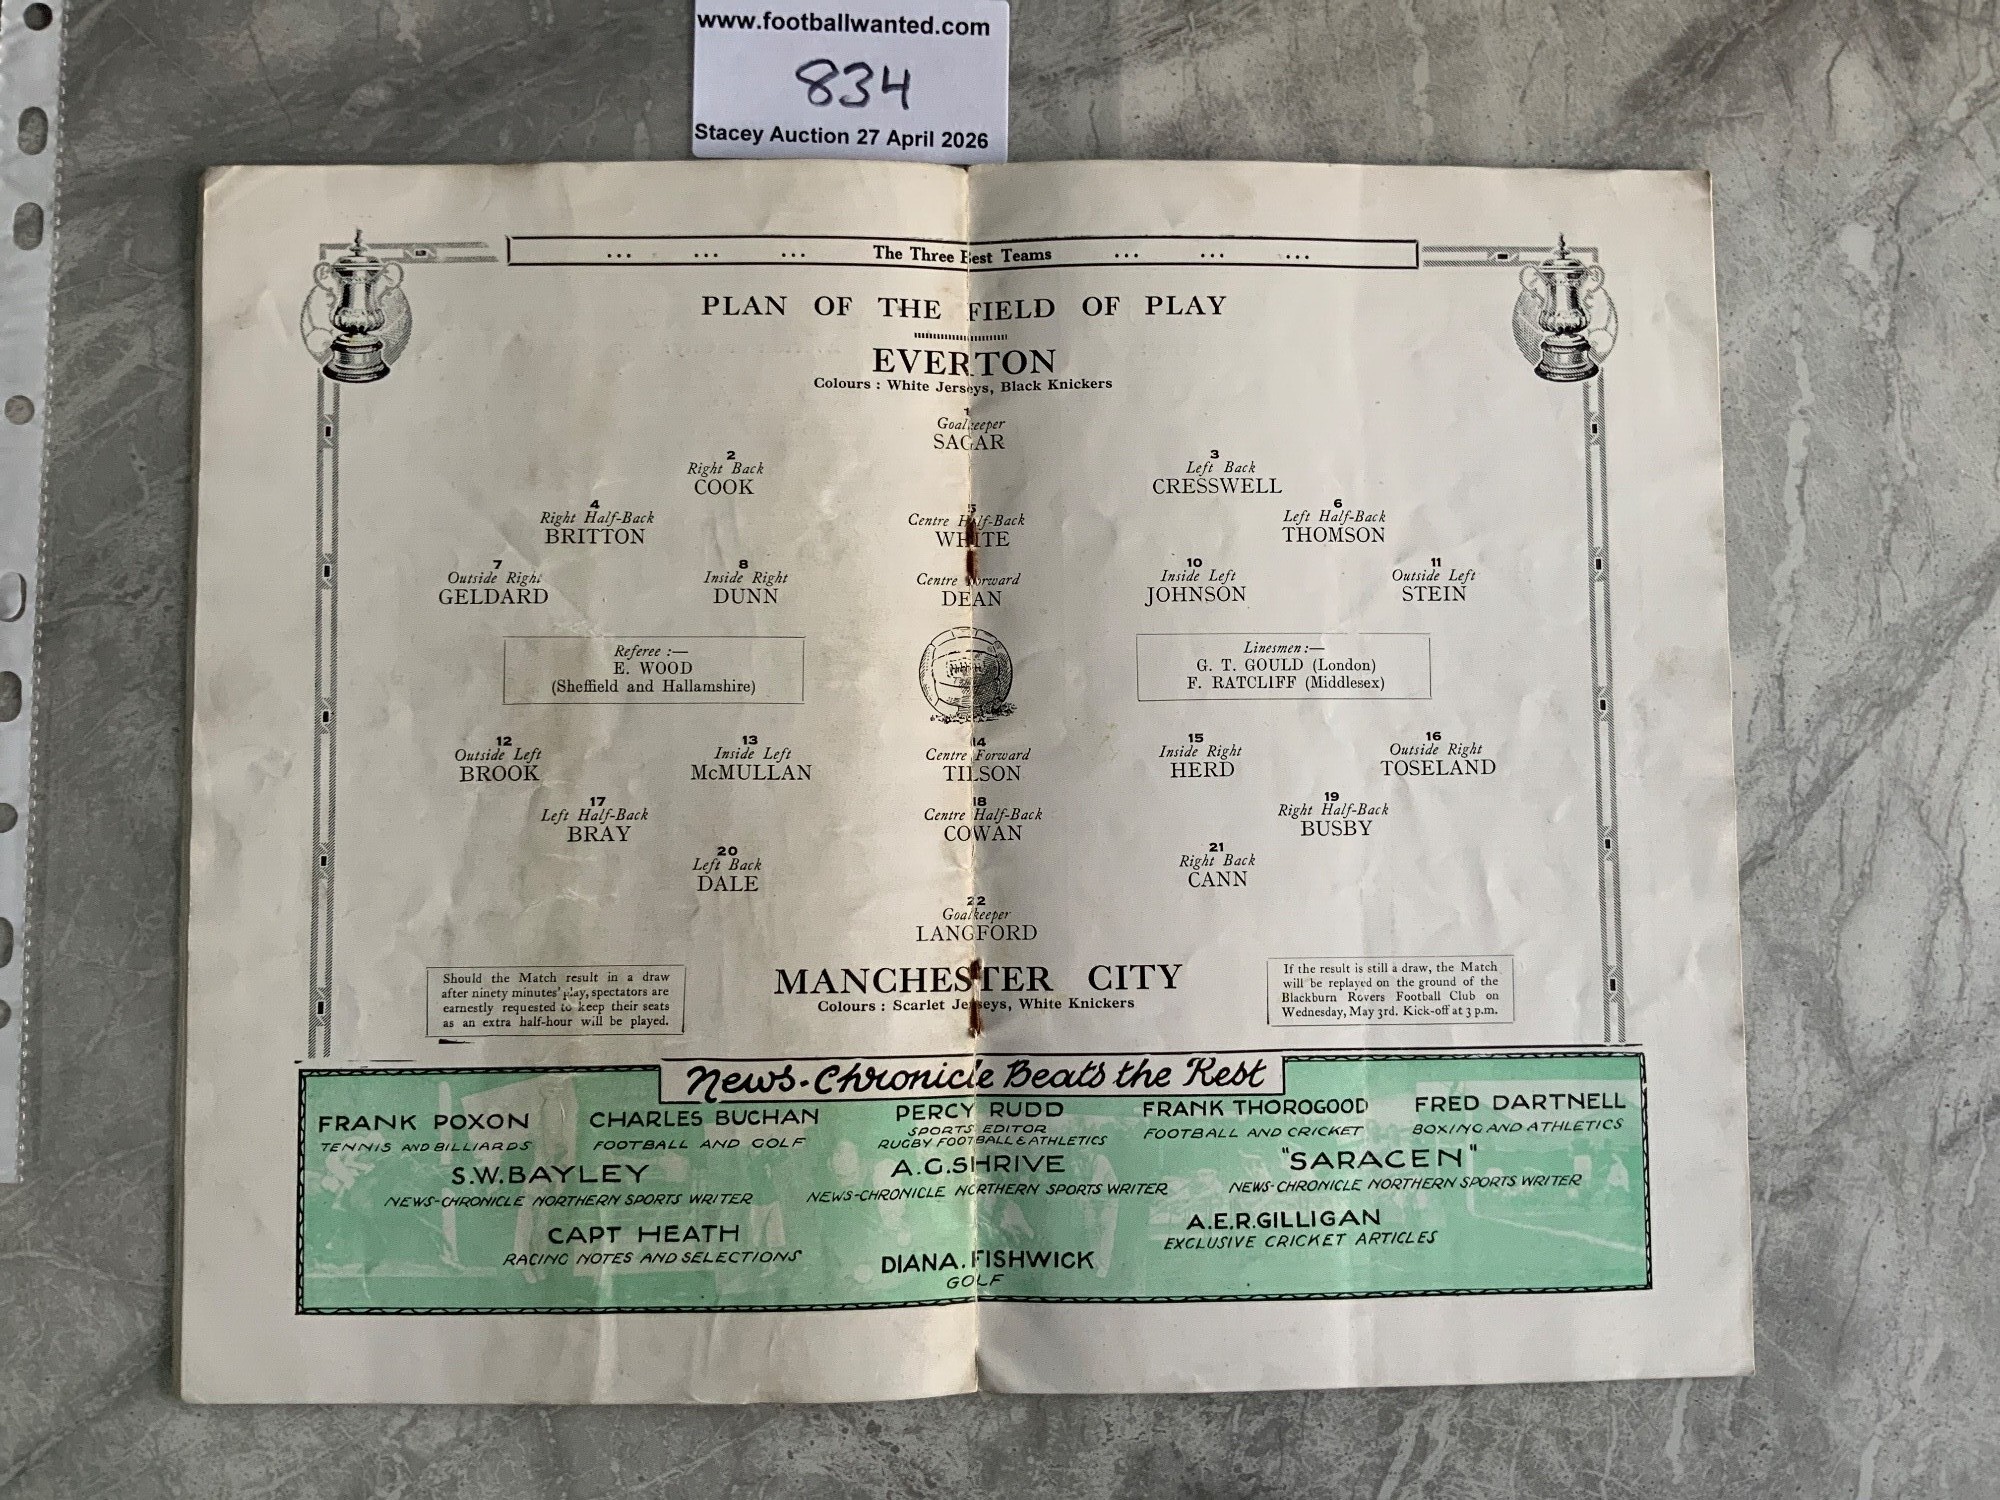 www.footballwanted.com
834
Stacey Auction 27 April 2026
... ... ... The Three Best Teams ... ... ...
PLAN OF THE FIELD OF PLAY
EVERTON
Colours : White Jerseys, Black Knickers
1
Goalkeeper
SAGAR
2 3
Right Back Left Back
COOK CRESSWELL
4 5 6
Right Half-Back Centre Half-Back Left Half-Back
BRITTON WHITE THOMSON
7 8 10 11
Outside Right Inside Right Centre Forward Inside Left Outside Left
GELDARD DUNN DEAN JOHNSON STEIN
Referee :—
E. WOOD
(Sheffield and Hallamshire)
Linesmen :—
G. T. GOULD (London)
F. RATCLIFF (Middlesex)
12 13 14 15 16
Outside Left Inside Left Centre Forward Inside Right Outside Right
BROOK McMULLAN TILSON HERD TOSELAND
17 18 19
Left Half-Back Centre Half-Back Right Half-Back
BRAY COWAN BUSBY
20 21
Left Back Right Back
DALE CANN
22
Goalkeeper
LANGFORD
MANCHESTER CITY
Colours : Scarlet Jerseys, White Knickers
Should the Match result in a draw
after ninety minutes' play, spectators are
earnestly requested to keep their seats
as an extra half-hour will be played.
If the result is still a draw, the Match
will be replayed on the ground of the
Blackburn Rovers Football Club on
Wednesday, May 3rd. Kick-off at 3 p.m.
News-Chronicle Beats the Rest
FRANK POXON CHARLES BUCHAN PERCY RUDD FRANK THOROGOOD FRED DARTNELL
TENNIS AND BILLIARDS FOOTBALL AND GOLF SPORTS EDITOR FOOTBALL AND CRICKET BOXING AND ATHLETICS
RUGBY FOOTBALL & ATHLETICS
S.W. BAYLEY A.G. SHRIVE "SARACEN"
NEWS-CHRONICLE NORTHERN SPORTS WRITER NEWS-CHRONICLE NORTHERN SPORTS WRITER NEWS-CHRONICLE NORTHERN SPORTS WRITER
CAPT HEATH A.E.R. GILLIGAN
RACING NOTES AND SELECTIONS EXCLUSIVE CRICKET ARTICLES
DIANA. FISHWICK
GOLF